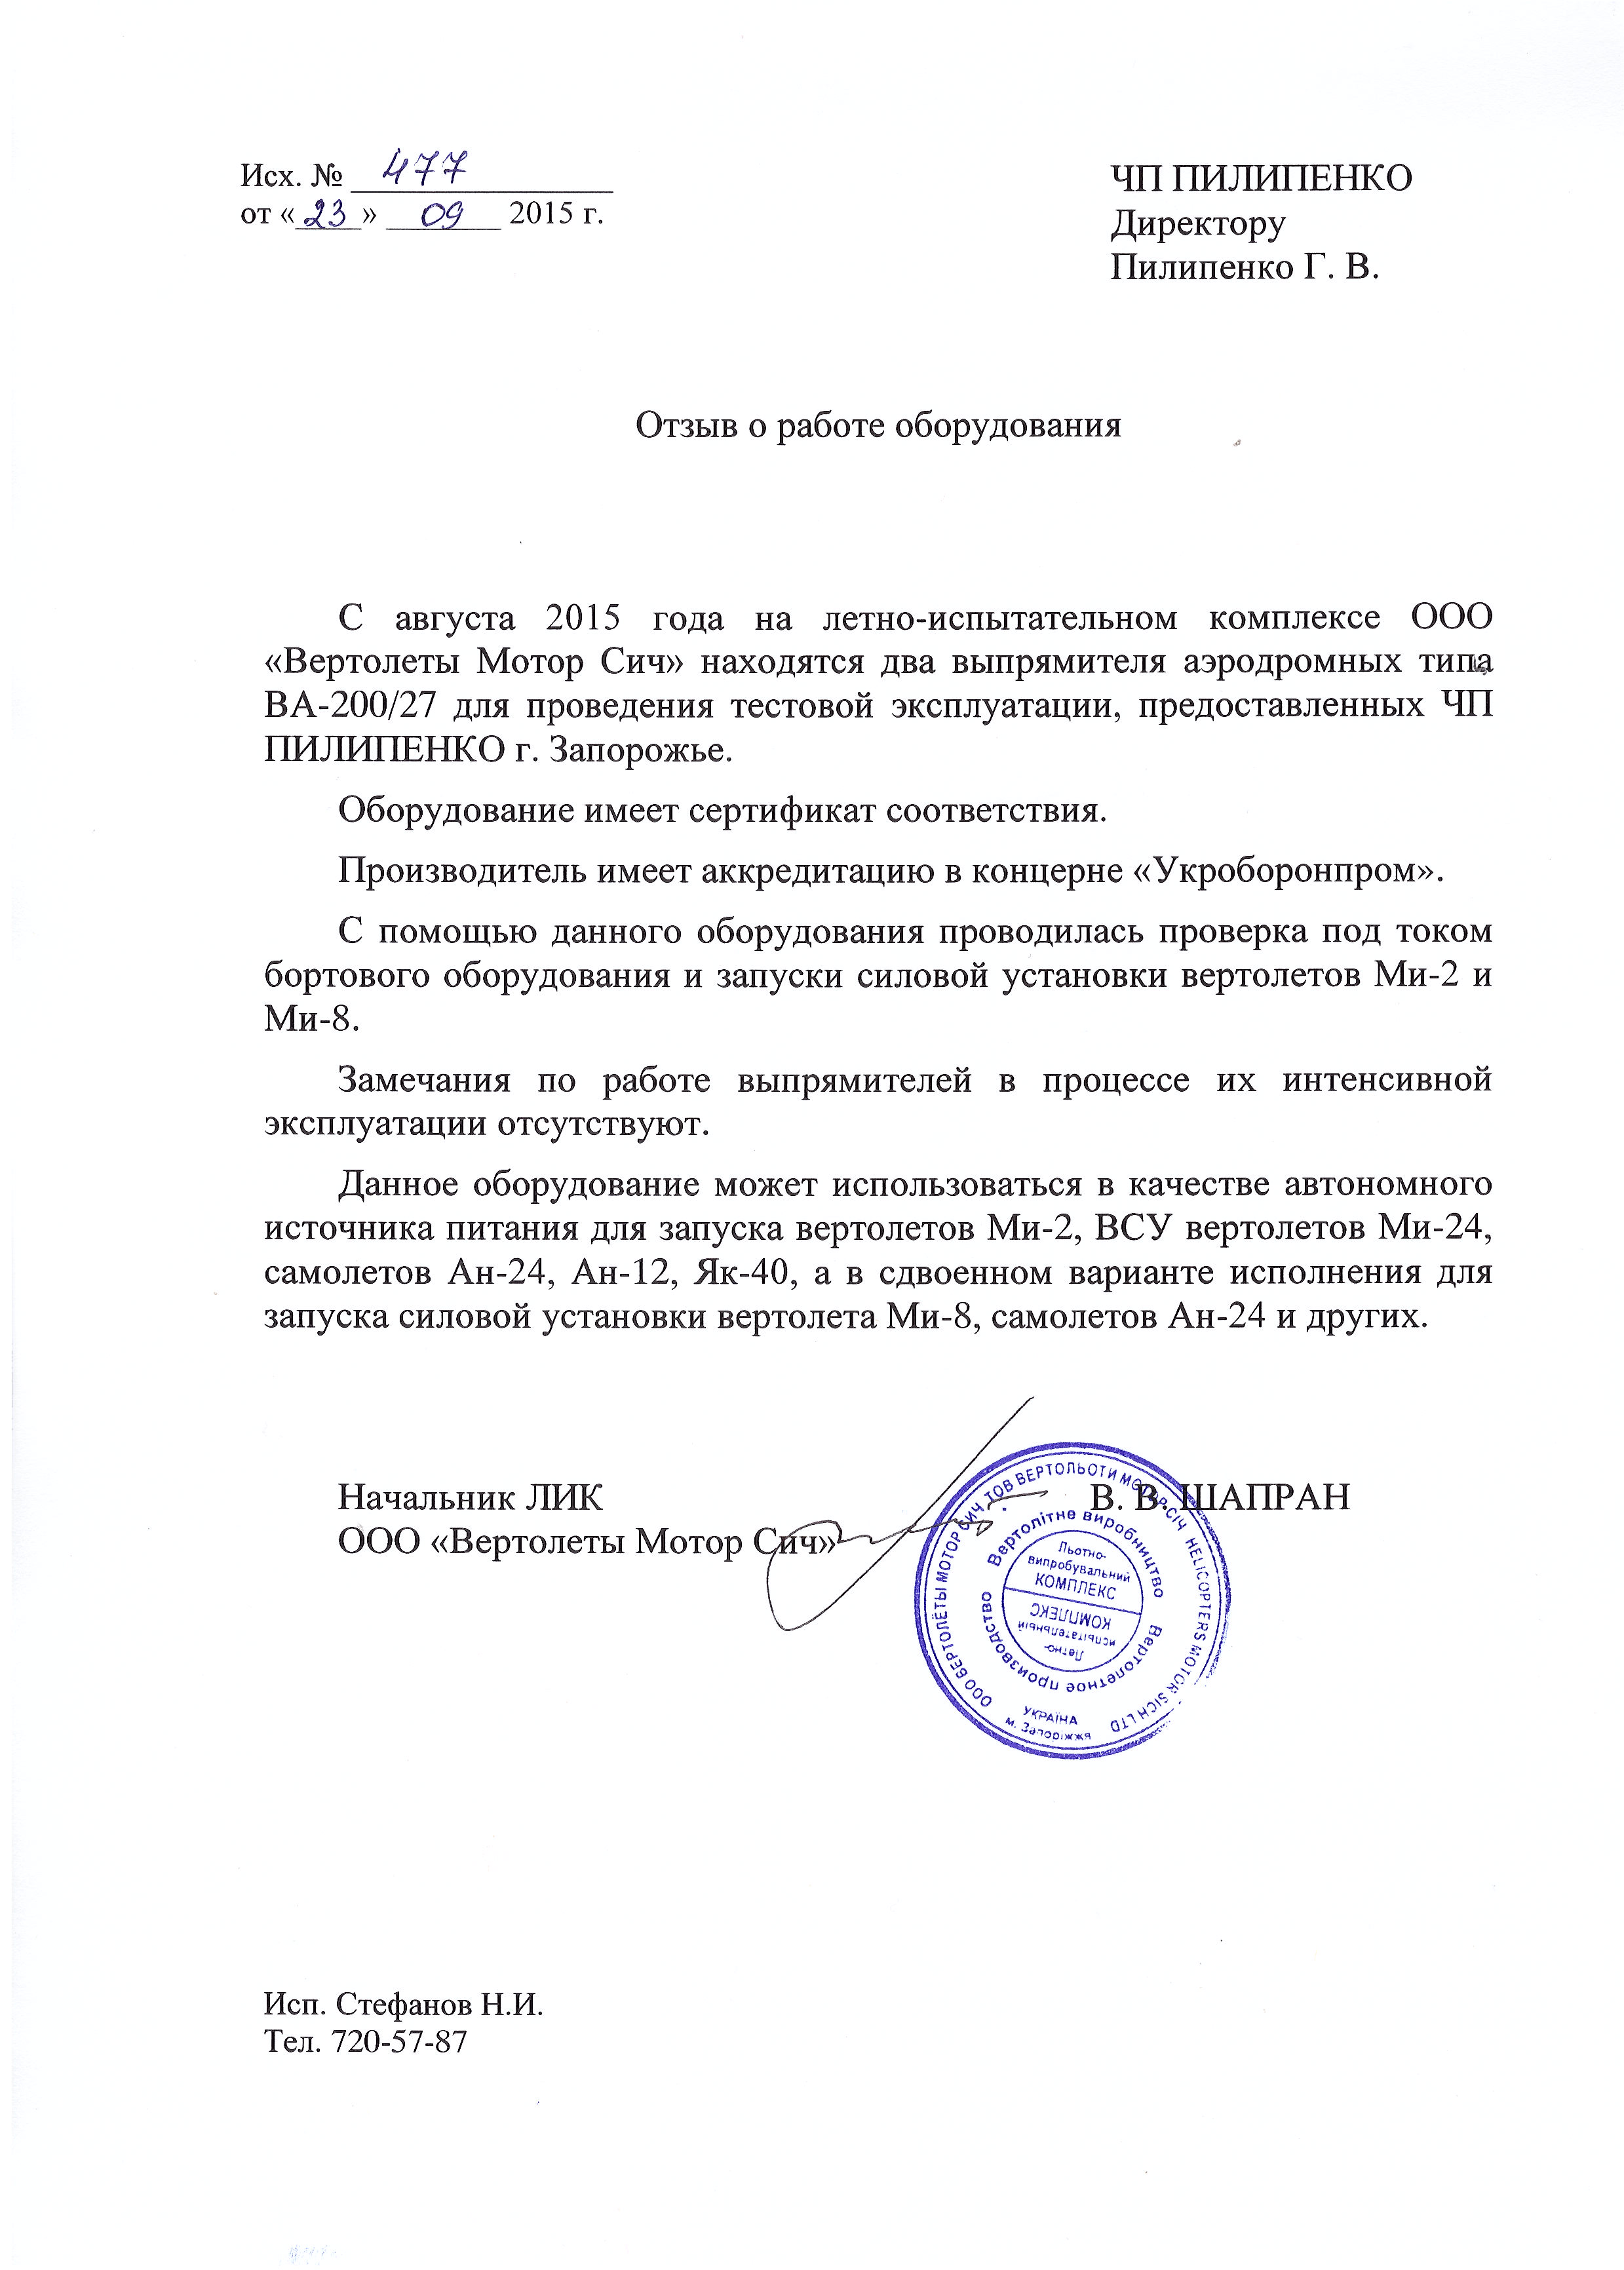 Исх. № 477
от «23» 09 2015 г.
ЧП ПИЛИПЕНКО
Директору
Пилипенко Г. В.
Отзыв о работе оборудования
С августа 2015 года на летно-испытательном комплексе ООО
«Вертолеты Мотор Сич» находятся два выпрямителя аэродромных типа
ВА-200/27 для проведения тестовой эксплуатации, предоставленных ЧП
ПИЛИПЕНКО г. Запорожье.
Оборудование имеет сертификат соответствия.
Производитель имеет аккредитацию в концерне «Укроборонпром».
С помощью данного оборудования проводилась проверка под током
бортового оборудования и запуски силовой установки вертолетов Ми-2 и
Ми-8.
Замечания по работе выпрямителей в процессе их интенсивной
эксплуатации отсутствуют.
Данное оборудование может использоваться в качестве автономного
источника питания для запуска вертолетов Ми-2, ВСУ вертолетов Ми-24,
самолетов Ан-24, Ан-12, Як-40, а в сдвоенном варианте исполнения для
запуска силовой установки вертолета Ми-8, самолетов Ан-24 и других.
Начальник ЛИК
ООО «Вертолеты Мотор Сич»
В. В. ШАПРАН
ООО ВЕРТОЛЁТЫ МОТОР СИЧ ТОВ ВЕРТОЛЬОТИ МОТОР СІЧ HELICOPTERS MOTOR SICH LTD
Вертолітне виробництво
Вертолетное производство
Льотно-
випробувальний
КОМПЛЕКС
Летно-
испытательный
КОМПЛЕКС
УКРАЇНА
м. Запоріжжя
Исп. Стефанов Н.И.
Тел. 720-57-87